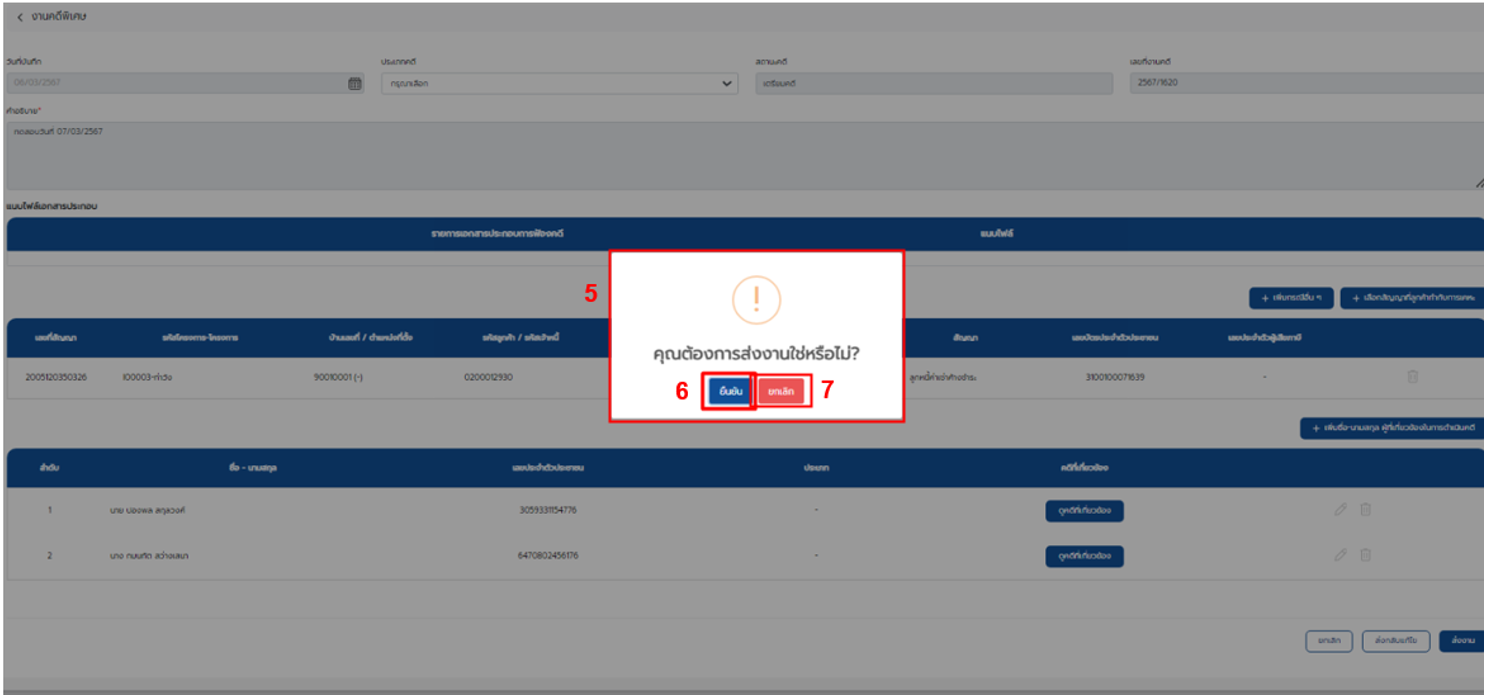 งานคดีพิเศษ
วันที่บันทึก
ประเภทคดี
สถานะคดี
เลขที่งานคดี
06/03/2567
กรุณาเลือก
เตรียมคดี
2567/1620
คำอธิบาย*
ทดสอบวันที่ 07/03/2567
แนบไฟล์เอกสารประกอบ
รายการเอกสารประกอบการฟ้องคดี
แนบไฟล์
5
+ เพิ่มกรณีอื่น ๆ
+ เลือกสัญญาที่ลูกค้าทำกับการเคหะ
เลขที่สัญญา
รหัสโครงการ-โครงการ
บ้านเลขที่ / ตำแหน่งที่ตั้ง
รหัสลูกค้า / รหัสเจ้าหนี้
สัญญา
เลขบัตรประจำตัวประชาชน
เลขประจำตัวผู้เสียภาษี
คุณต้องการส่งงานใช่หรือไม่?
2005120350326
100003-ท่าวัง
90010001 (-)
0200012930
ลูกหนี้ค่าเช่าค้างชำระ
3100100071639
-
6
ยืนยัน
ยกเลิก
7
+ เพิ่มชื่อ-นามสกุล ผู้ที่เกี่ยวข้องในการดำเนินคดี
ลำดับ
ชื่อ - นามสกุล
เลขประจำตัวประชาชน
ประเภท
คดีที่เกี่ยวข้อง
1
นาย ปองพล สกุลวงศ์
3059331154776
-
ดูคดีที่เกี่ยวข้อง
2
6470802456176
-
ดูคดีที่เกี่ยวข้อง
ยกเลิก
ส่งกลับแก้ไข
ส่งงาน